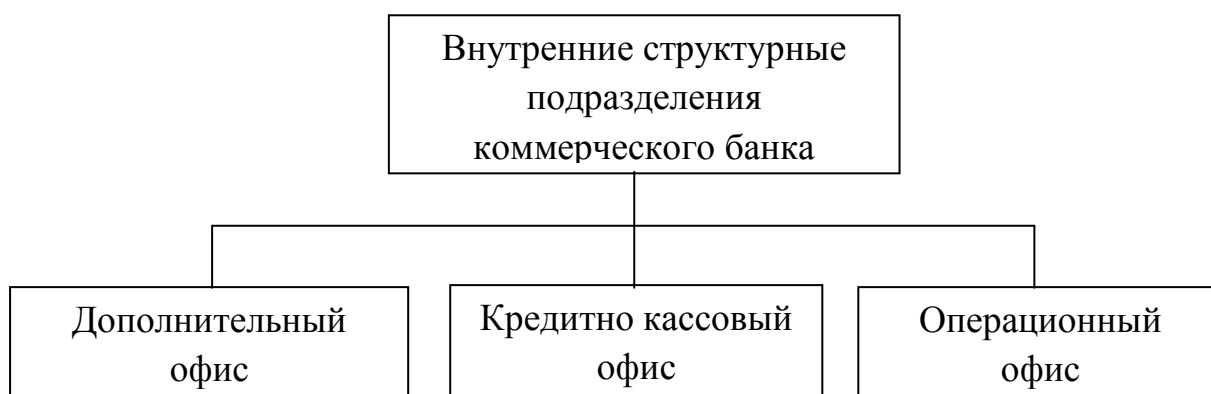 Внутренние структурные
подразделения
коммерческого банка
Дополнительный
офис
Кредитно кассовый
офис
Операционный
офис